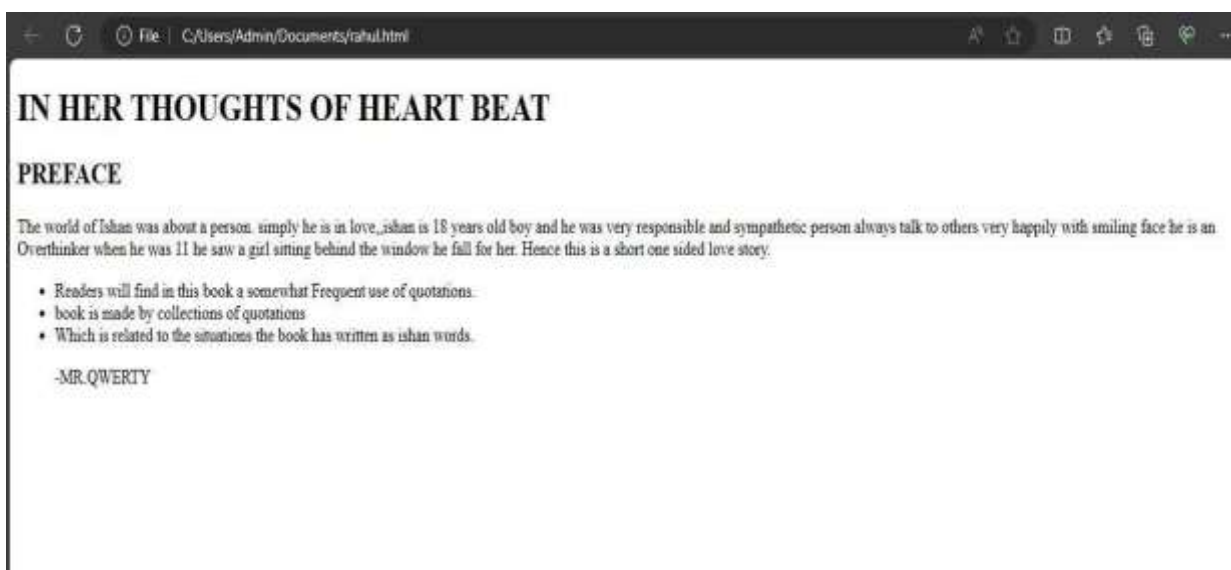 File | C:/Users/Admin/Documents/rahul.html
IN HER THOUGHTS OF HEART BEAT
PREFACE
The world of Ishan was about a person. simply he is in love,,ishan is 18 years old boy and he was very responsible and sympathetic person always talk to others very happily with smiling face he is an
Overthinker when he was 11 he saw a girl sitting behind the window he fall for her. Hence this is a short one sided love story.
• Readers will find in this book a somewhat Frequent use of quotations.
• book is made by collections of quotations
• Which is related to the situations the book has written as ishan words.
-MR.QWERTY